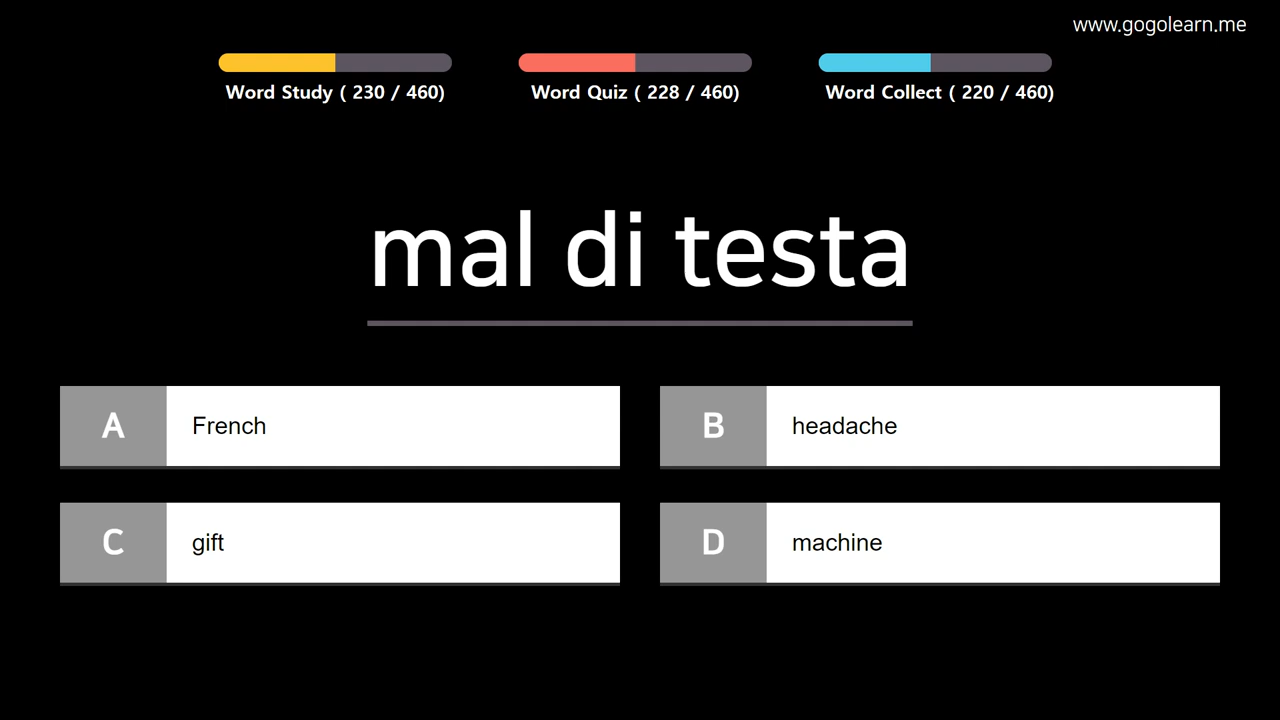 www.gogolearn.me
Word Study ( 230 / 460)
Word Quiz ( 228 / 460)
Word Collect ( 220 / 460)
mal di testa
A French
B headache
C gift
D machine